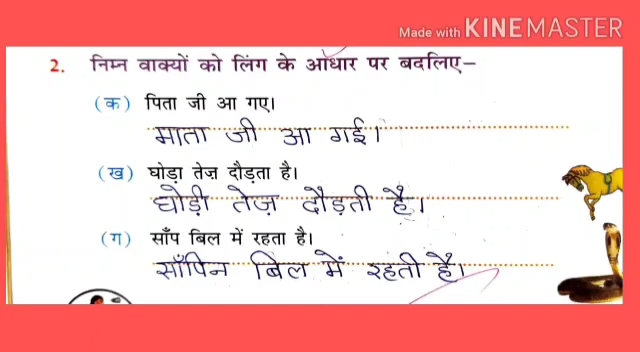 Made with KINEMASTER
2. निम्न वाक्यों को लिंग के आधार पर बदलिए–
(क) पिता जी आ गए।
माता जी आ गई।
(ख) घोड़ा तेज़ दौड़ता है।
घोड़ी तेज़ दौड़ती है।
(ग) साँप बिल में रहता है।
साँपिन बिल में रहती है।